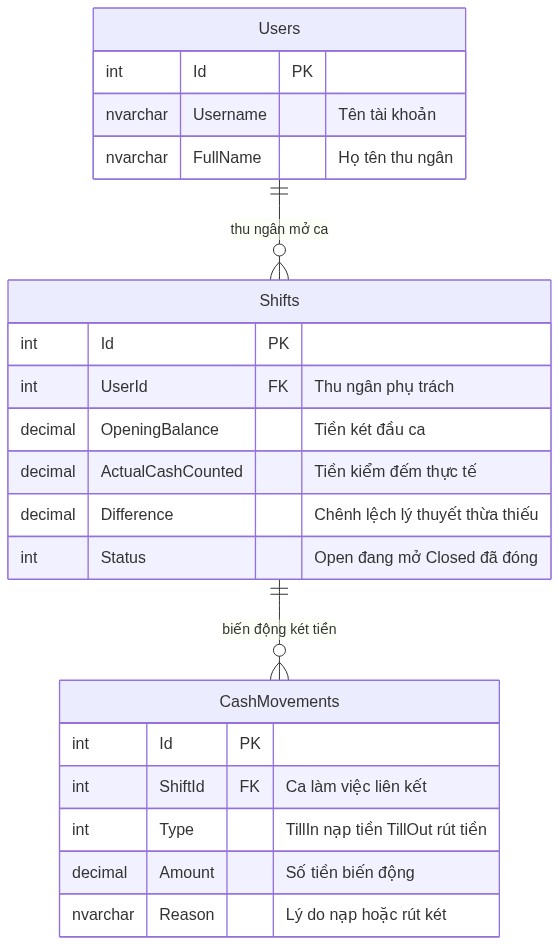 Users
int Id PK
nvarchar Username Tên tài khoản
nvarchar FullName Họ tên thu ngân
thu ngân mở ca
Shifts
int Id PK
int UserId FK Thu ngân phụ trách
decimal OpeningBalance Tiền két đầu ca
decimal ActualCashCounted Tiền kiểm đếm thực tế
decimal Difference Chênh lệch lý thuyết thừa thiếu
int Status Open đang mở Closed đã đóng
biến động két tiền
CashMovements
int Id PK
int ShiftId FK Ca làm việc liên kết
int Type TillIn nạp tiền TillOut rút tiền
decimal Amount Số tiền biến động
nvarchar Reason Lý do nạp hoặc rút két